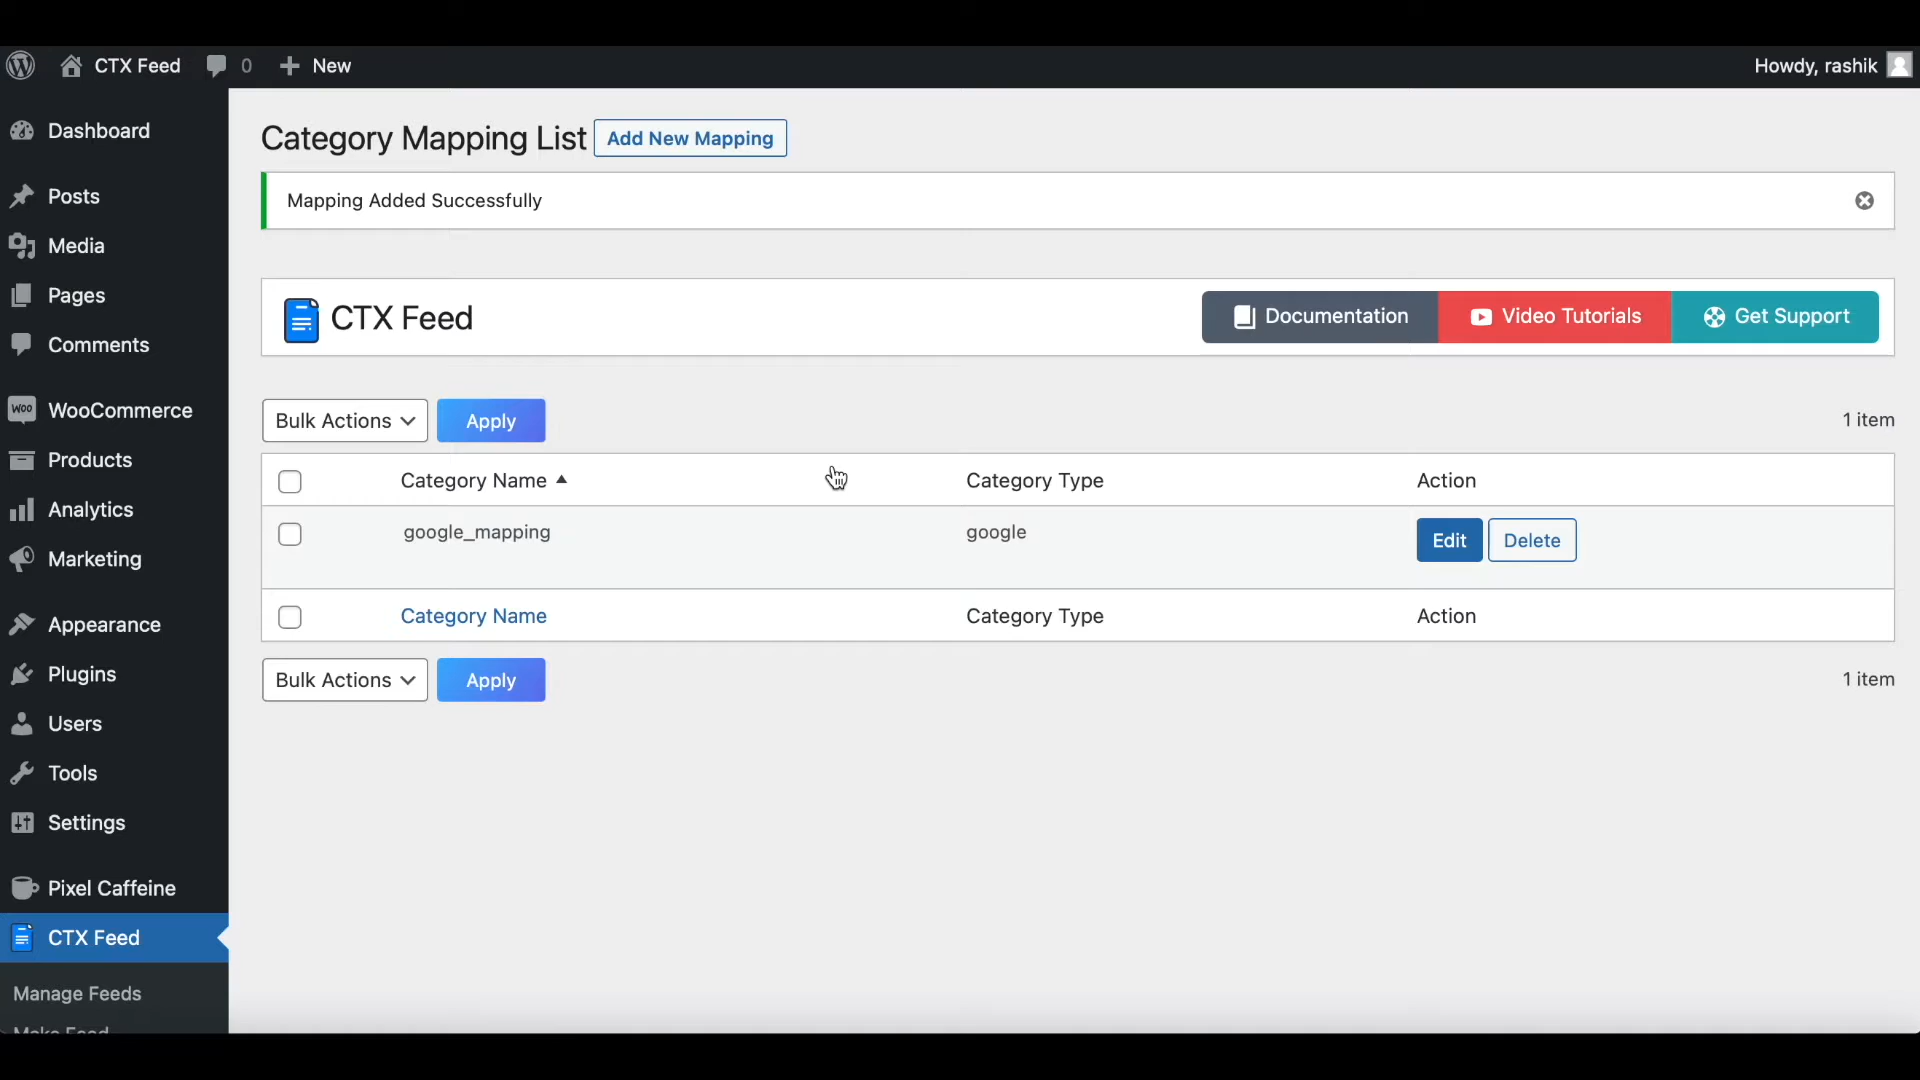 CTX Feed 0 New Howdy, rashik
Dashboard
Posts
Media
Pages
Comments
WooCommerce
Products
Analytics
Marketing
Appearance
Plugins
Users
Tools
Settings
Pixel Caffeine
CTX Feed
Manage Feeds
Make Feed
Category Mapping List Add New Mapping
Mapping Added Successfully
CTX Feed Documentation Video Tutorials Get Support
Bulk Actions Apply 1 item
Category Name Category Type Action
google_mapping google Edit Delete
Category Name Category Type Action
Bulk Actions Apply 1 item